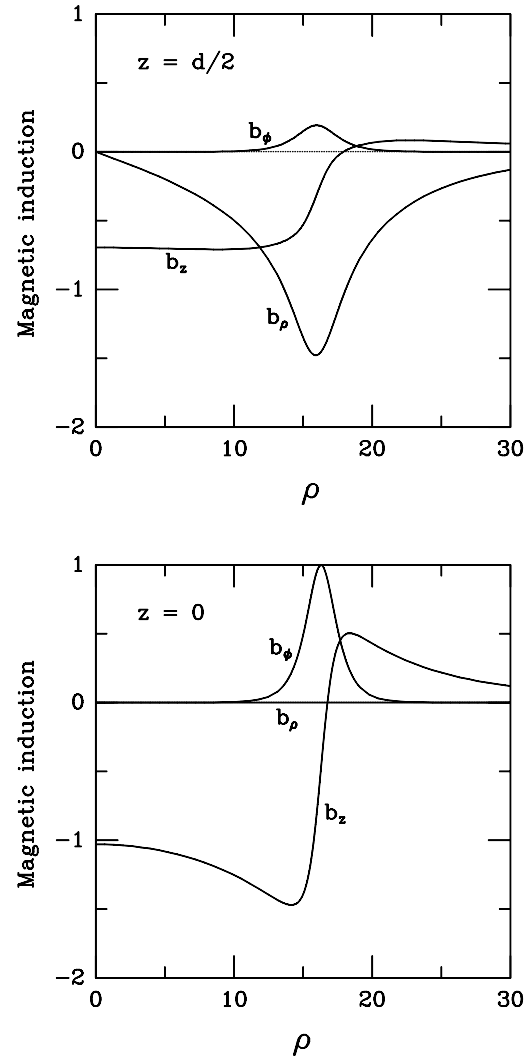 1
z = d/2
b_ϕ
0
b_z
Magnetic induction
−1
b_ρ
−2
0 10 20 30
ρ
1
z = 0
b_ϕ
0
b_ρ
Magnetic induction
b_z
−1
−2
0 10 20 30
ρ